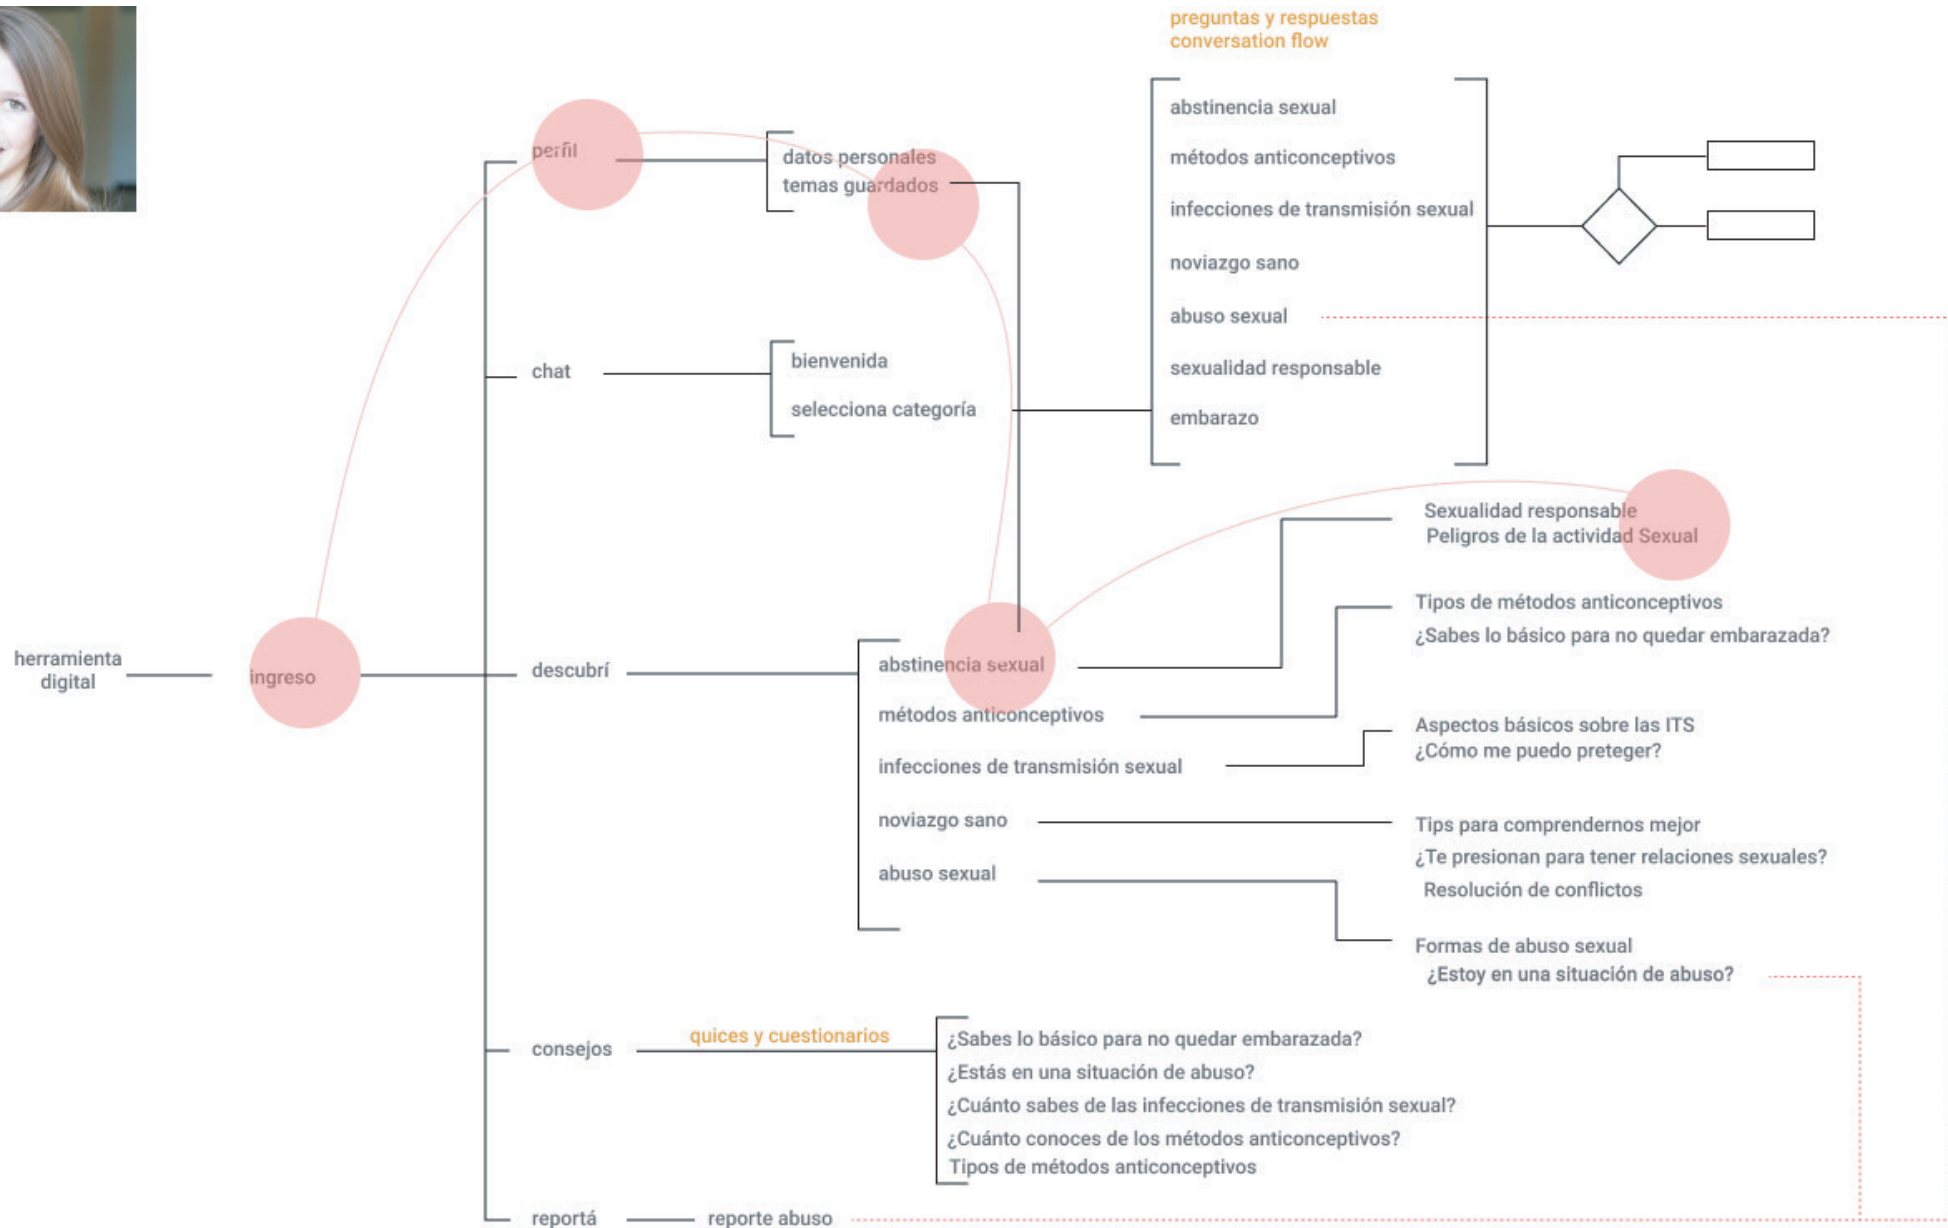 preguntas y respuestas
conversation flow
abstinencia sexual
métodos anticonceptivos
infecciones de transmisión sexual
noviazgo sano
abuso sexual
sexualidad responsable
embarazo
perfil
datos personales
temas guardados
chat
bienvenida
selecciona categoría
herramienta
digital
ingreso
descubrí
abstinencia sexual
métodos anticonceptivos
infecciones de transmisión sexual
noviazgo sano
abuso sexual
Sexualidad responsable
Peligros de la actividad Sexual
Tipos de métodos anticonceptivos
¿Sabes lo básico para no quedar embarazada?
Aspectos básicos sobre las ITS
¿Cómo me puedo preteger?
Tips para comprendernos mejor
¿Te presionan para tener relaciones sexuales?
Resolución de conflictos
Formas de abuso sexual
¿Estoy en una situación de abuso?
consejos
quices y cuestionarios
¿Sabes lo básico para no quedar embarazada?
¿Estás en una situación de abuso?
¿Cuánto sabes de las infecciones de transmisión sexual?
¿Cuánto conoces de los métodos anticonceptivos?
Tipos de métodos anticonceptivos
reportá
reporte abuso